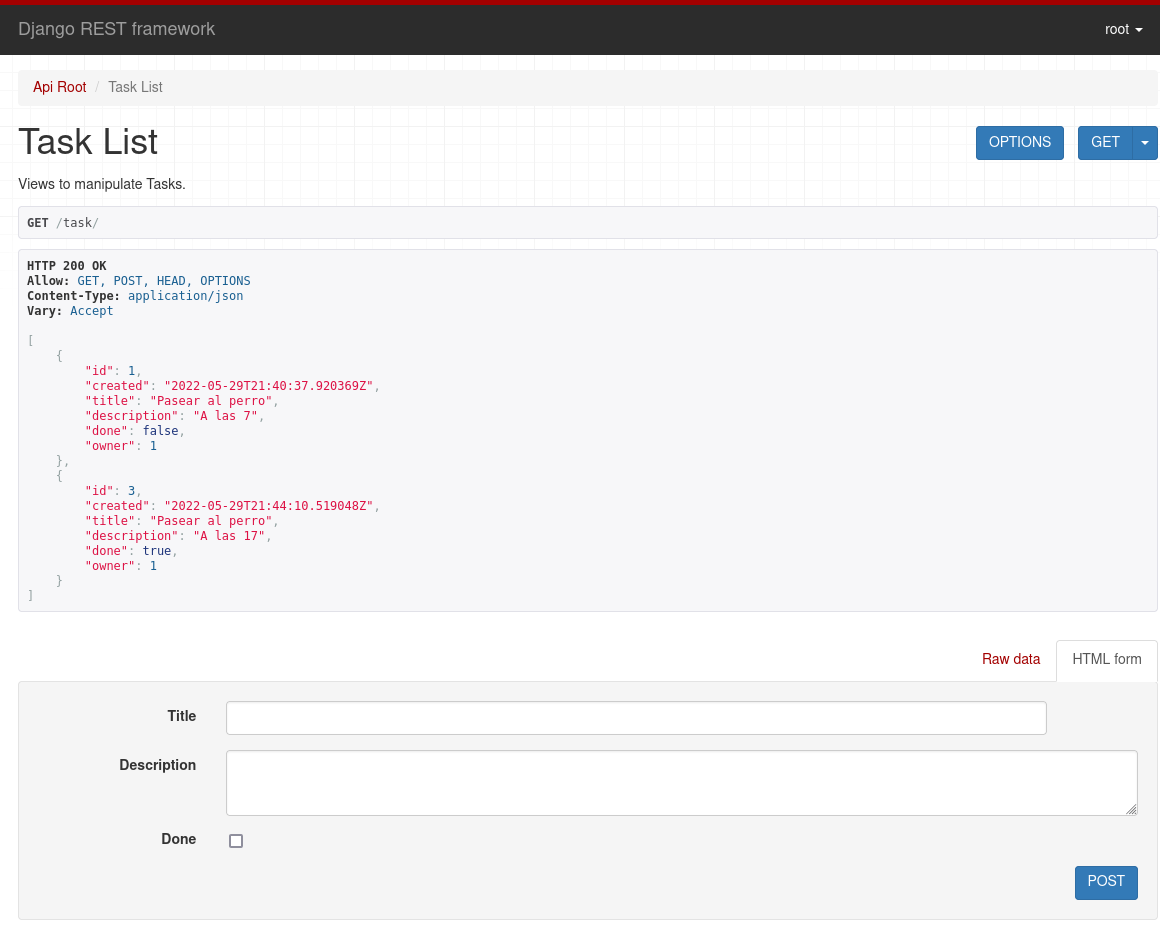 Django REST framework
root
Api Root / Task List
Task List
OPTIONS
GET
Views to manipulate Tasks.
GET /task/
HTTP 200 OK
Allow: GET, POST, HEAD, OPTIONS
Content-Type: application/json
Vary: Accept
[
    {
        "id": 1,
        "created": "2022-05-29T21:40:37.920369Z",
        "title": "Pasear al perro",
        "description": "A las 7",
        "done": false,
        "owner": 1
    },
    {
        "id": 3,
        "created": "2022-05-29T21:44:10.519048Z",
        "title": "Pasear al perro",
        "description": "A las 17",
        "done": true,
        "owner": 1
    }
]
Raw data
HTML form
Title
Description
Done
POST